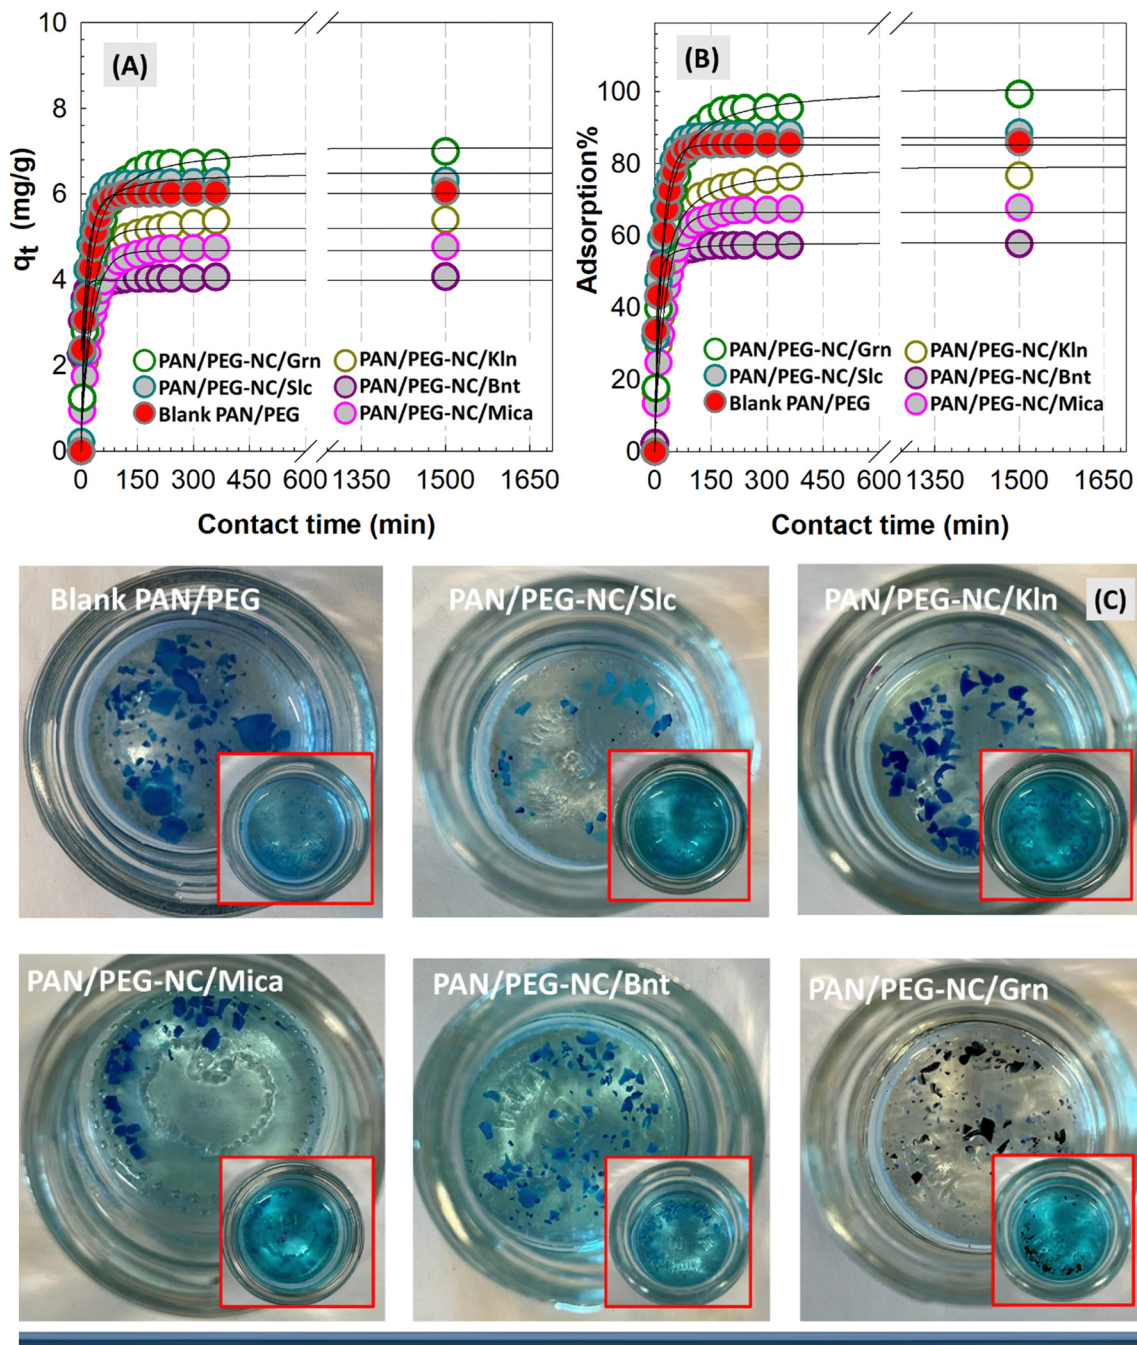 (A)
qt (mg/g)
10
8
6
4
2
0
PAN/PEG-NC/Grn
PAN/PEG-NC/Slc
Blank PAN/PEG
PAN/PEG-NC/Kln
PAN/PEG-NC/Bnt
PAN/PEG-NC/Mica
0 150 300 450 600 1350 1500 1650
Contact time (min)
(B)
Adsorption%
100
80
60
40
20
0
PAN/PEG-NC/Grn
PAN/PEG-NC/Slc
Blank PAN/PEG
PAN/PEG-NC/Kln
PAN/PEG-NC/Bnt
PAN/PEG-NC/Mica
0 150 300 450 600 1350 1500 1650
Contact time (min)
Blank PAN/PEG
PAN/PEG-NC/Slc
PAN/PEG-NC/Kln
(C)
PAN/PEG-NC/Mica
PAN/PEG-NC/Bnt
PAN/PEG-NC/Grn